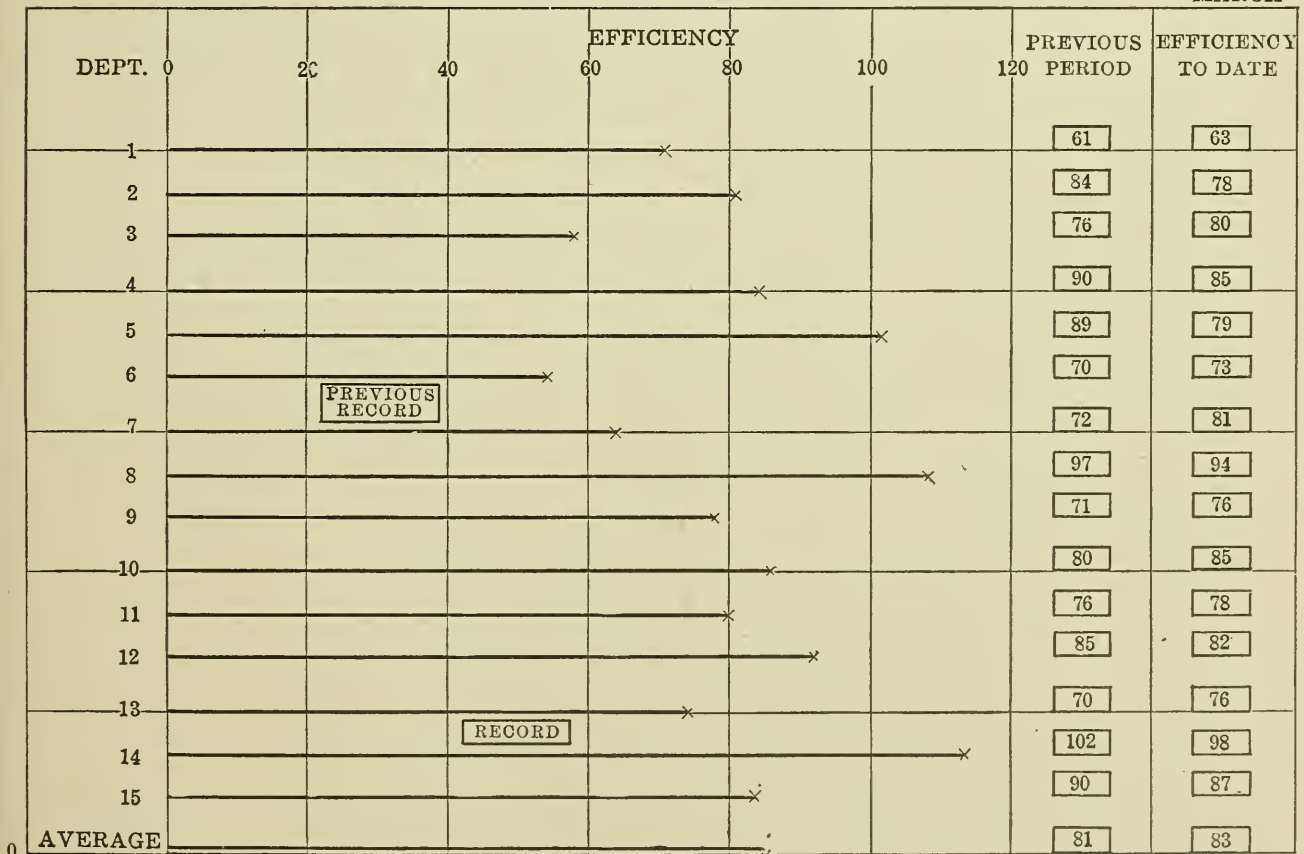 EFFICIENCY
PREVIOUS EFFICIENCY
DEPT. 0 20 40 60 80 100 120 PERIOD TO DATE
1 61 63
2 84 78
3 76 80
4 90 85
5 89 79
6 70 73
PREVIOUS
RECORD
7 72 81
8 97 94
9 71 76
10 80 85
11 76 78
12 85 82
13 70 76
RECORD
14 102 98
15 90 87
0 AVERAGE 81 83